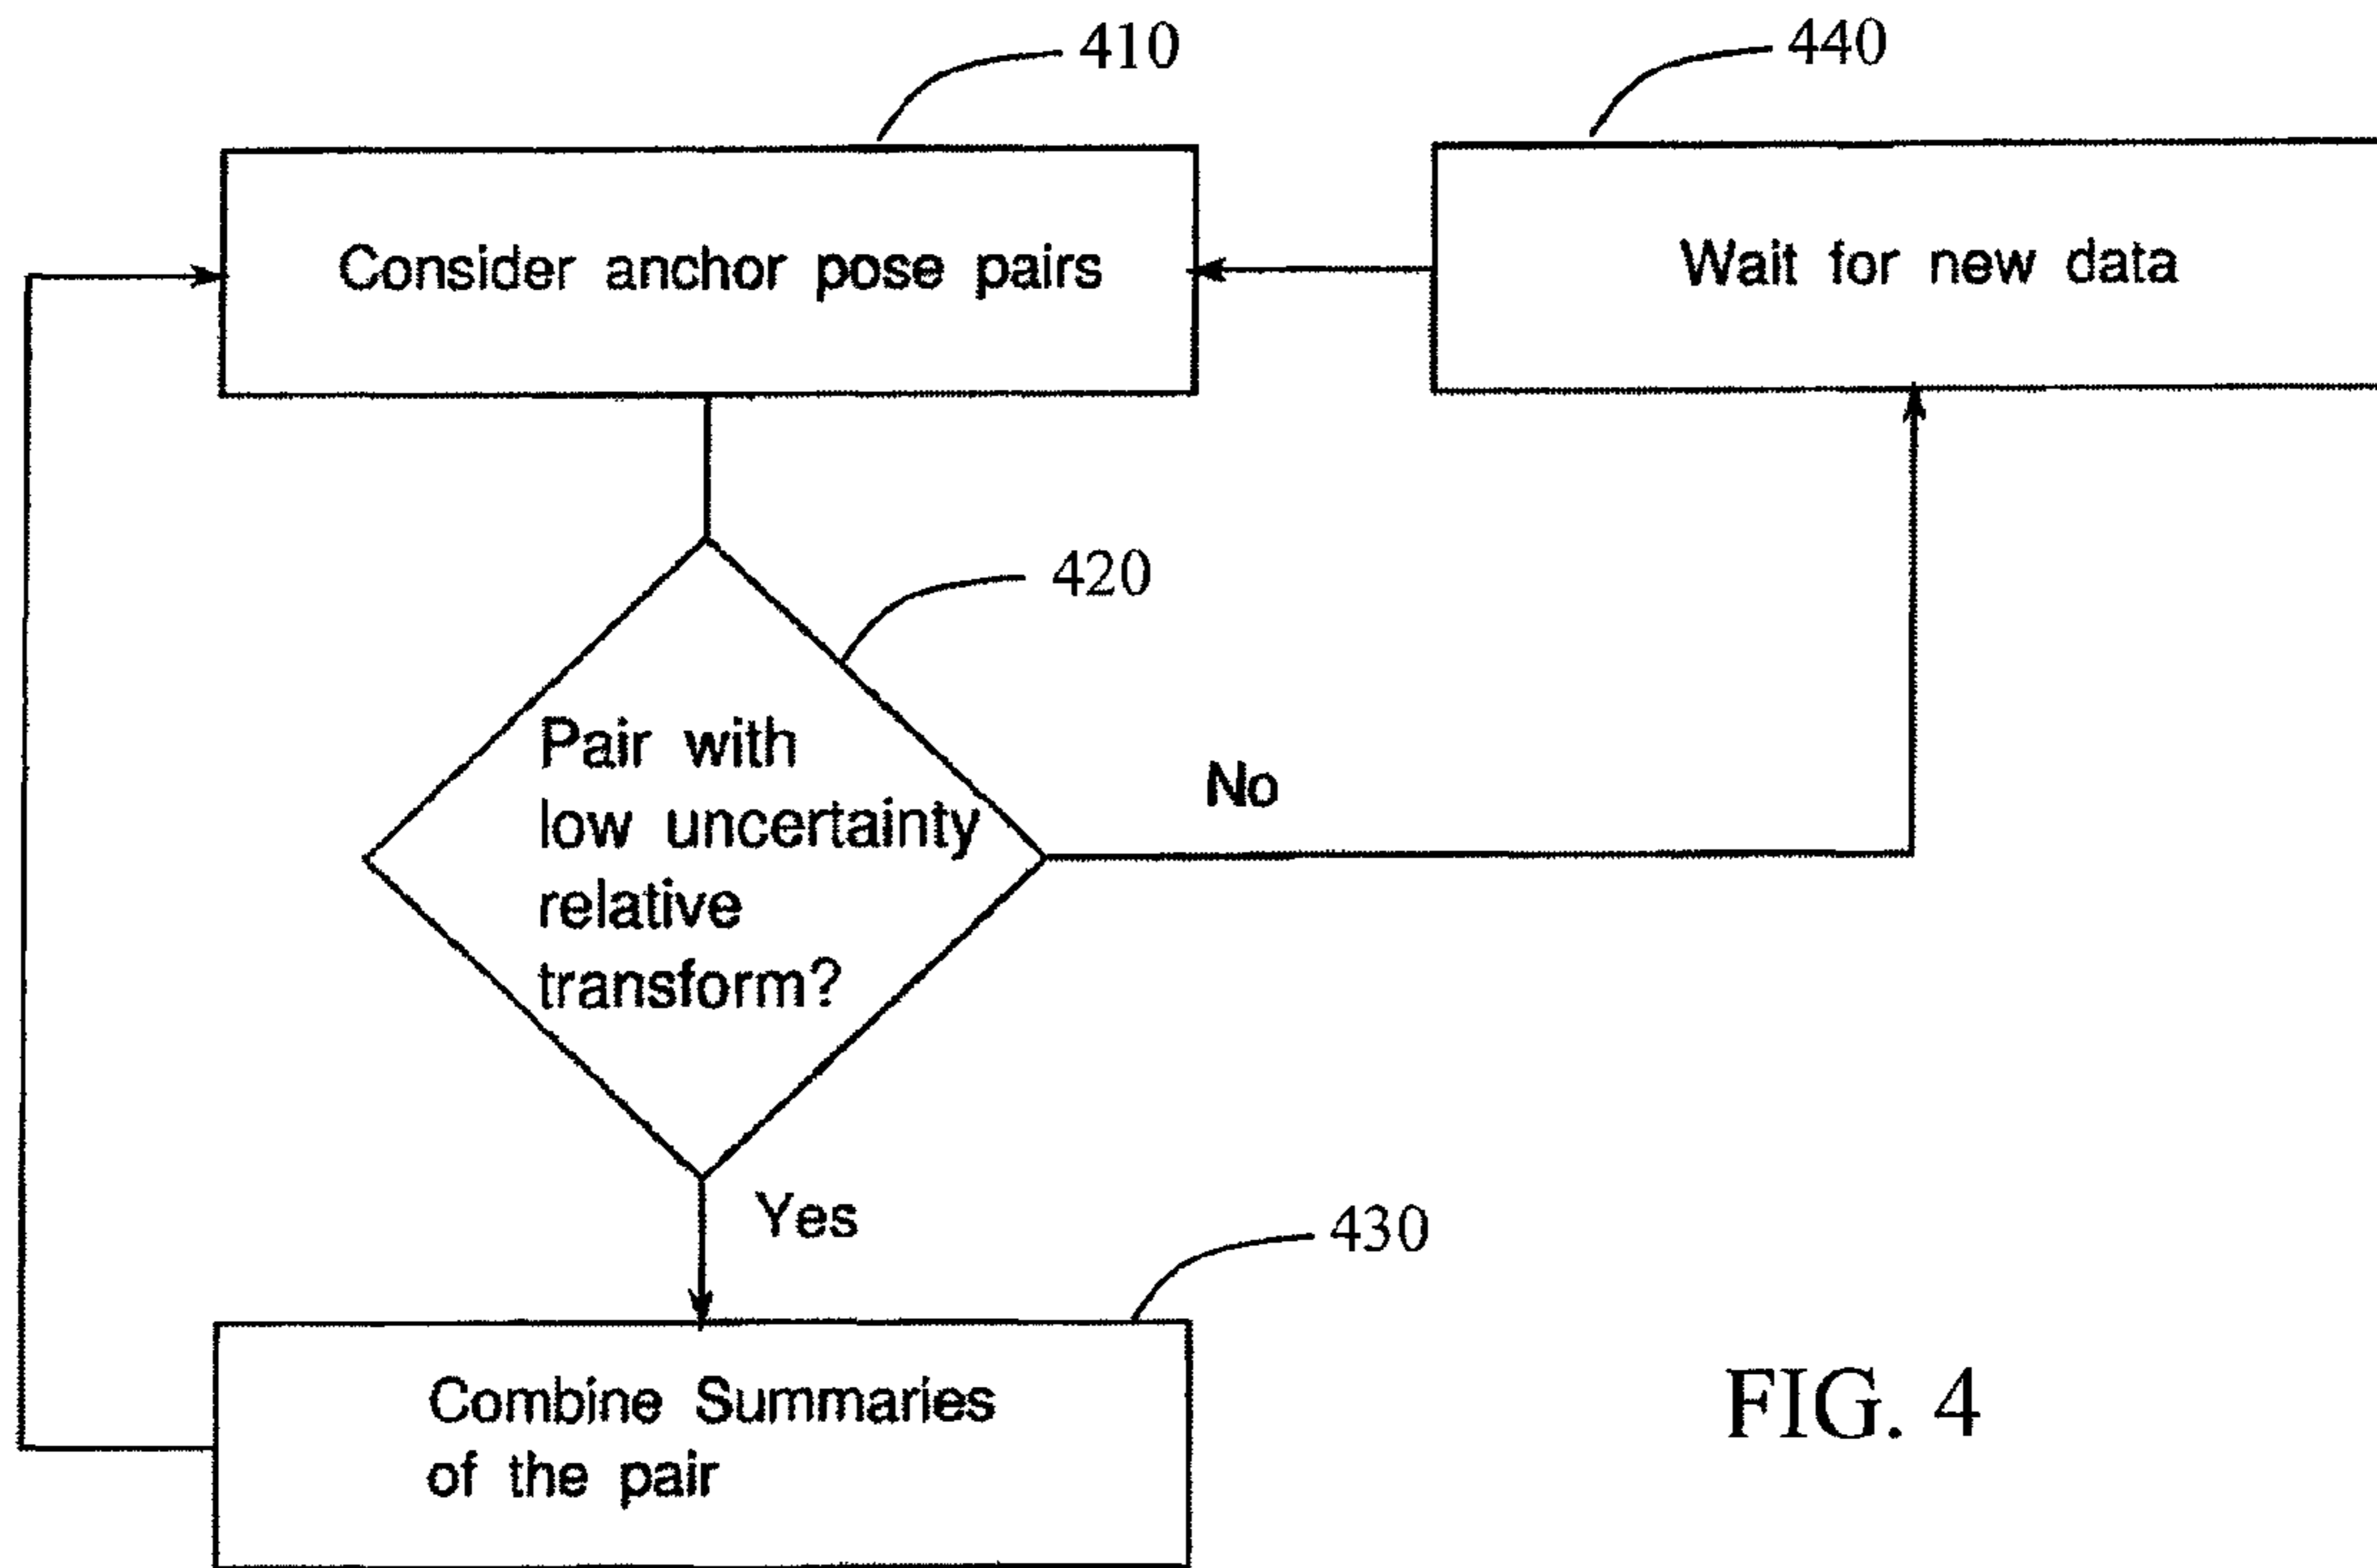 410
440
Consider anchor pose pairs
Wait for new data
420
Pair with
low uncertainty
relative
transform?
No
Yes
430
Combine Summaries
of the pair
FIG. 4